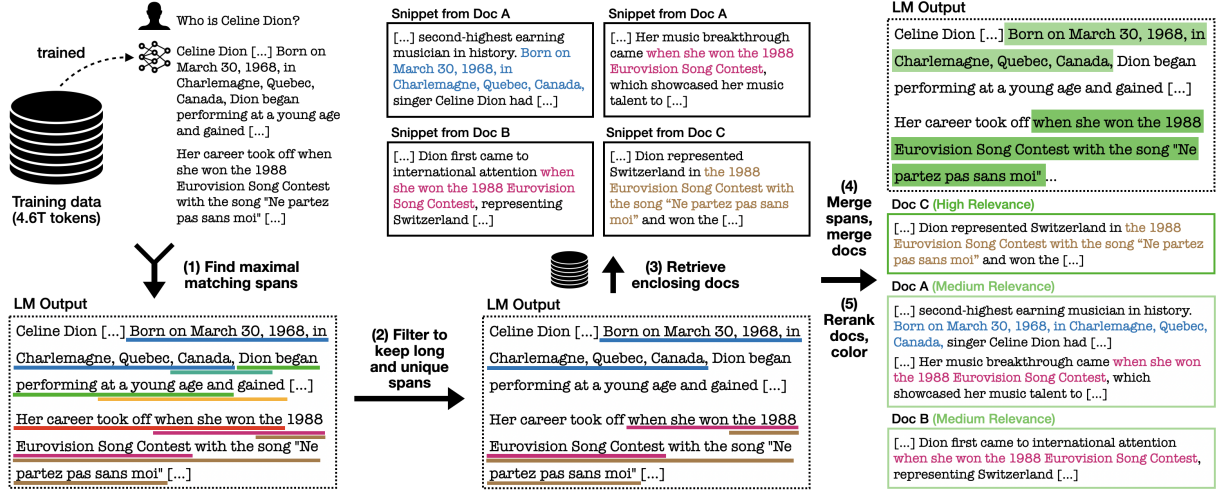 Who is Celine Dion?
trained
Celine Dion [...] Born on
March 30, 1968, in
Charlemagne, Quebec,
Canada, Dion began
performing at a young age
and gained [...]
Her career took off when
she won the 1988
Eurovision Song Contest
with the song "Ne partez
pas sans moi" [...]
Training data
(4.6T tokens)
(1) Find maximal
matching spans
LM Output
Celine Dion [...] Born on March 30, 1968, in
Charlemagne, Quebec, Canada, Dion began
performing at a young age and gained [...]
Her career took off when she won the 1988
Eurovision Song Contest with the song "Ne
partez pas sans moi" [...]
(2) Filter to
keep long
and unique
spans
LM Output
Celine Dion [...] Born on March 30, 1968, in
Charlemagne, Quebec, Canada, Dion began
performing at a young age and gained [...]
Her career took off when she won the 1988
Eurovision Song Contest with the song "Ne
partez pas sans moi" [...]
(3) Retrieve
enclosing docs
Snippet from Doc A
[...] second-highest earning
musician in history. Born on
March 30, 1968, in
Charlemagne, Quebec, Canada,
singer Celine Dion had [...]
Snippet from Doc A
[...] Her music breakthrough
came when she won the 1988
Eurovision Song Contest,
which showcased her music
talent to [...]
Snippet from Doc B
[...] Dion first came to
international attention when
she won the 1988 Eurovision
Song Contest, representing
Switzerland [...]
Snippet from Doc C
[...] Dion represented
Switzerland in the 1988
Eurovision Song Contest with
the song “Ne partez pas sans
moi” and won the [...]
(4)
Merge
spans,
merge
docs
(5)
Rerank
docs,
color
LM Output
Celine Dion [...] Born on March 30, 1968, in
Charlemagne, Quebec, Canada, Dion began
performing at a young age and gained [...]
Her career took off when she won the 1988
Eurovision Song Contest with the song "Ne
partez pas sans moi" ...
Doc C (High Relevance)
[...] Dion represented Switzerland in the 1988
Eurovision Song Contest with the song “Ne partez
pas sans moi” and won the [...]
Doc A (Medium Relevance)
[...] second-highest earning musician in history.
Born on March 30, 1968, in Charlemagne, Quebec,
Canada, singer Celine Dion had [...]
[...] Her music breakthrough came when she won
the 1988 Eurovision Song Contest, which
showcased her music talent to [...]
Doc B (Medium Relevance)
[...] Dion first came to international attention
when she won the 1988 Eurovision Song Contest,
representing Switzerland [...]